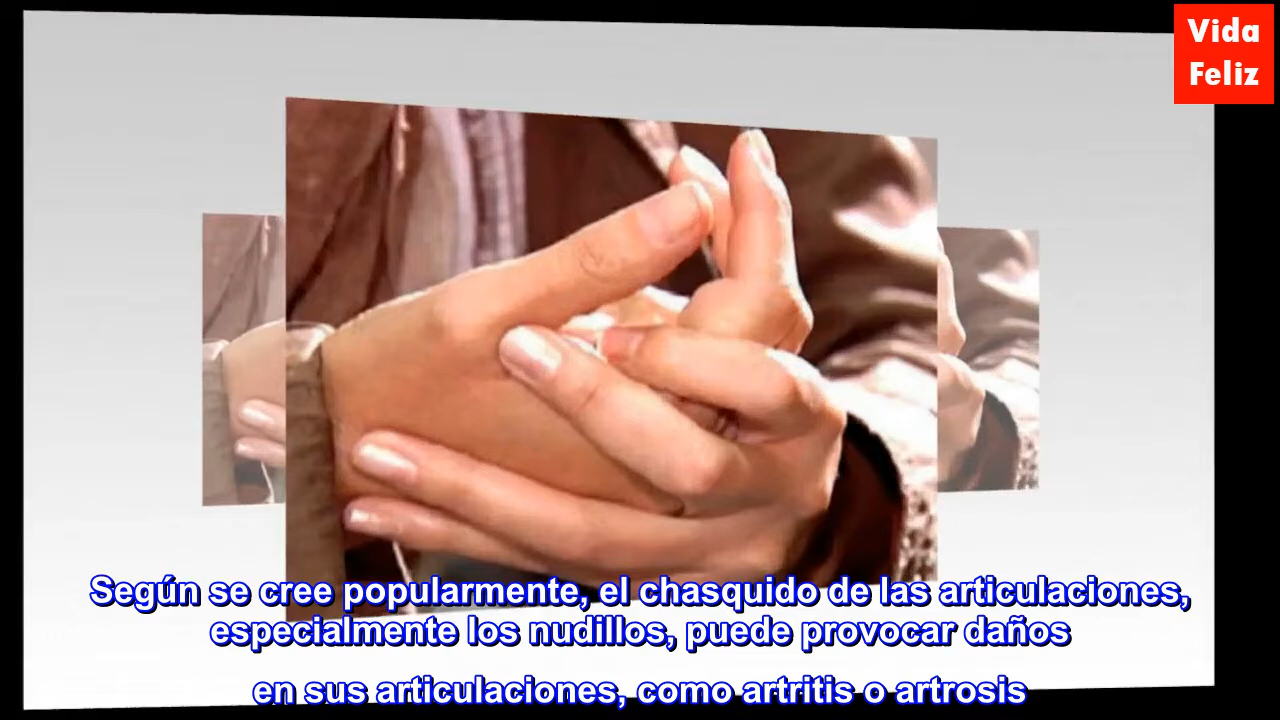 Vida
Feliz
Según se cree popularmente, el chasquido de las articulaciones,
especialmente los nudillos, puede provocar daños
en sus articulaciones, como artritis o artrosis